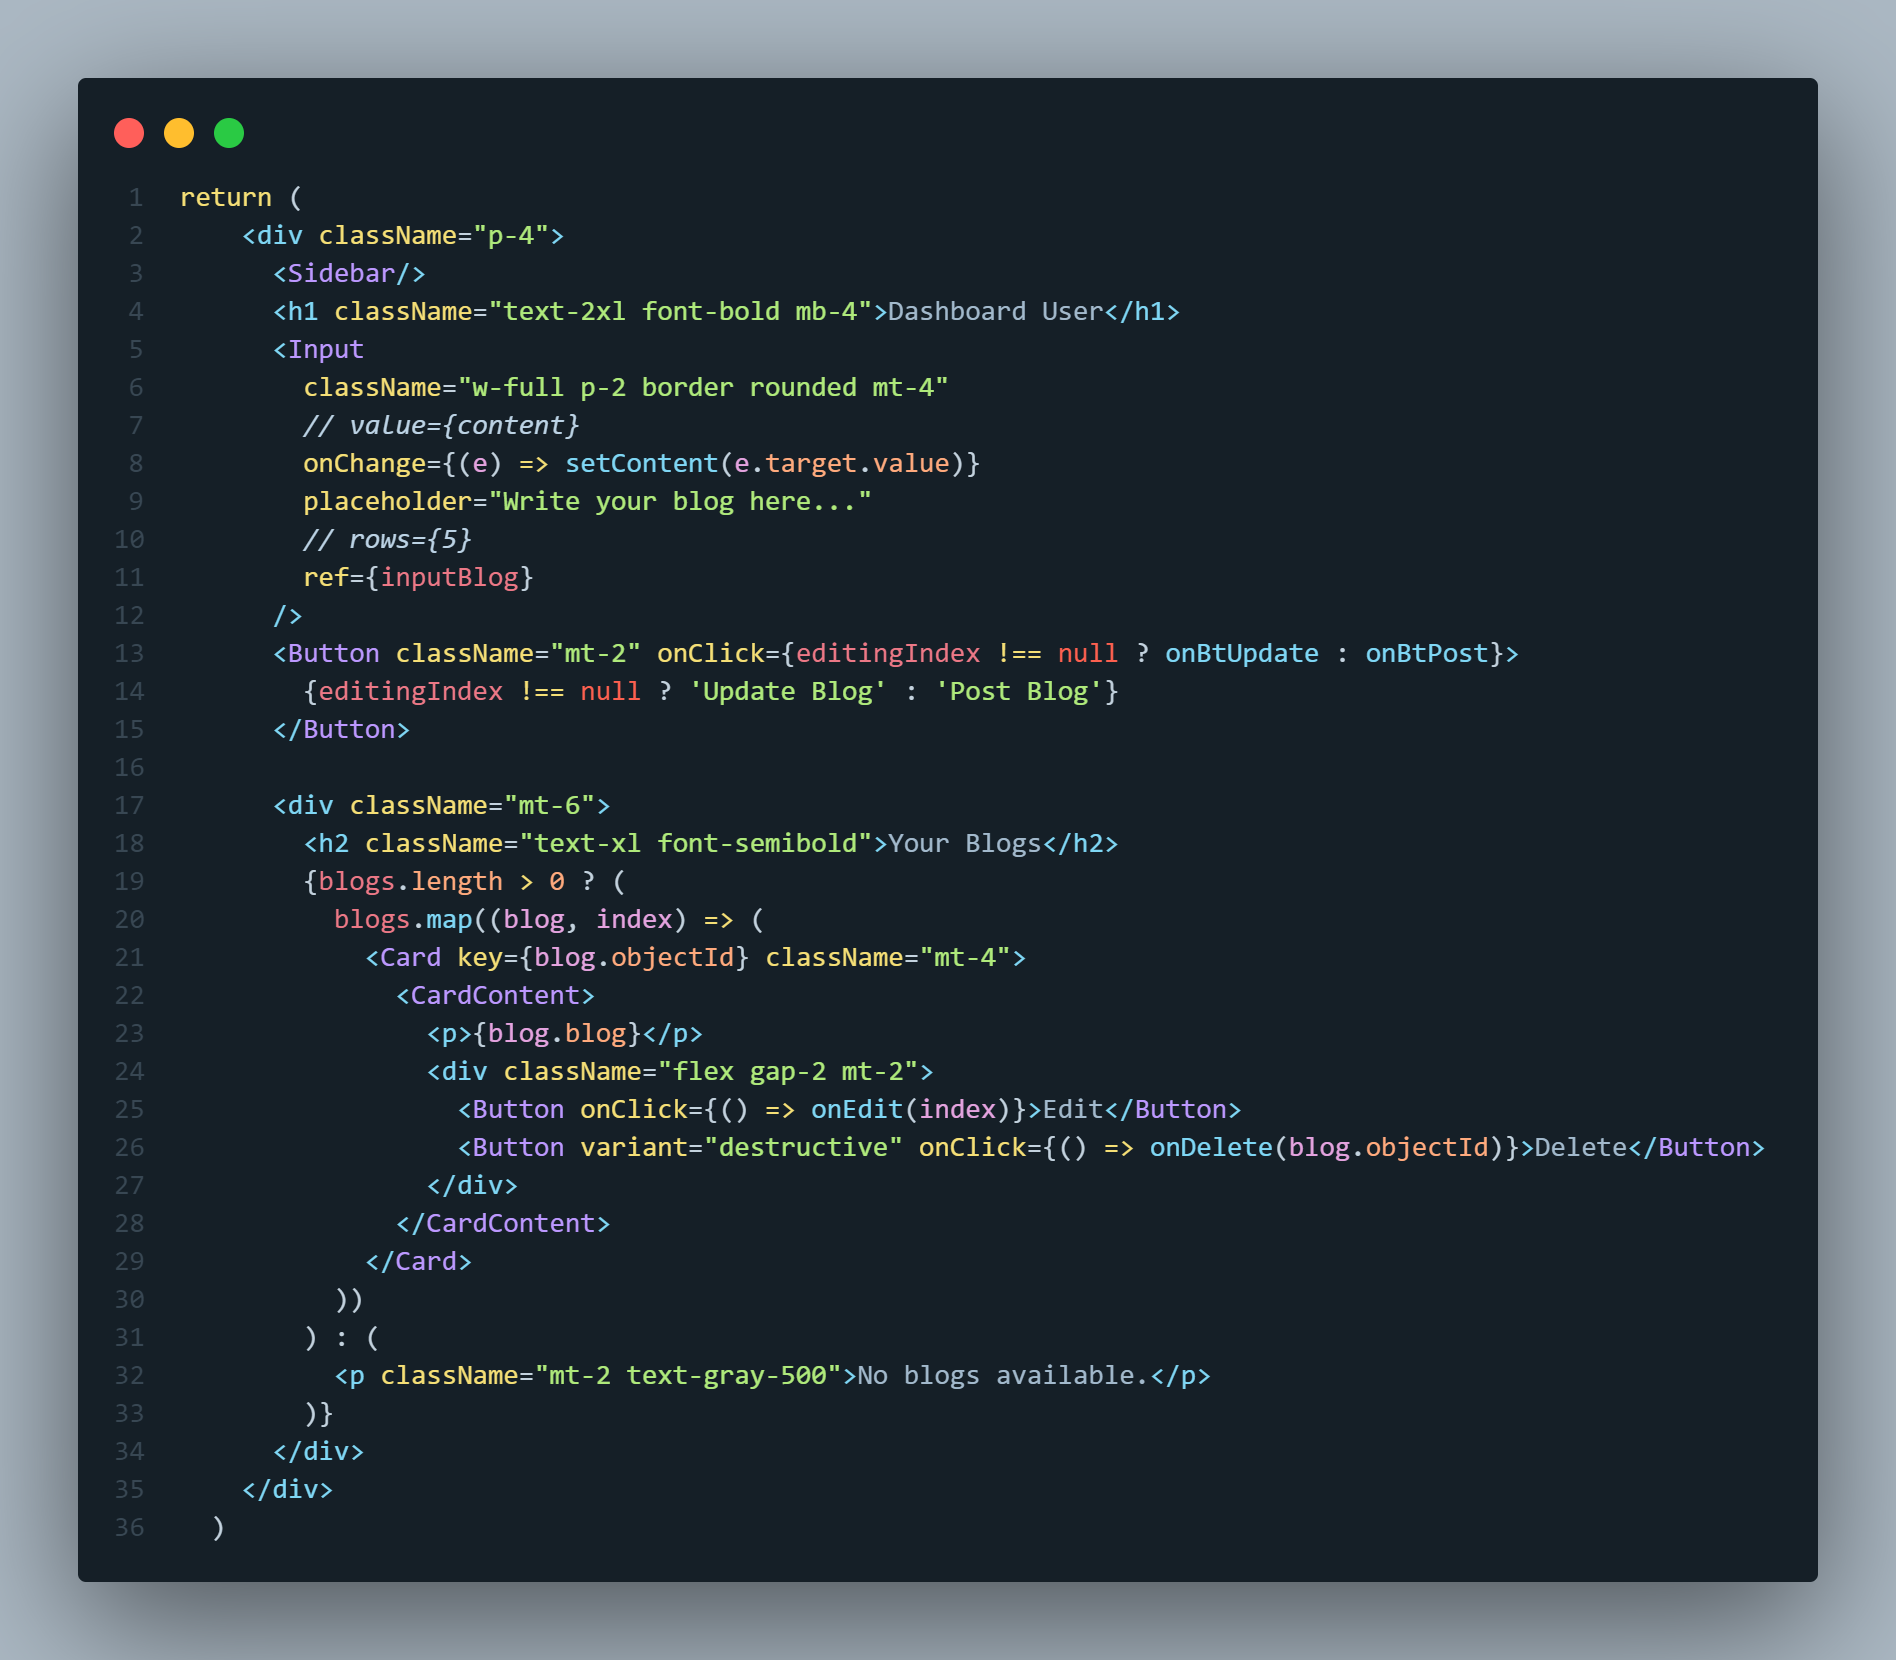 1 return (
2     <div className="p-4">
3       <Sidebar/>
4       <h1 className="text-2xl font-bold mb-4">Dashboard User</h1>
5       <Input
6         className="w-full p-2 border rounded mt-4"
7         // value={content}
8         onChange={(e) => setContent(e.target.value)}
9         placeholder="Write your blog here..."
10         // rows={5}
11         ref={inputBlog}
12       />
13       <Button className="mt-2" onClick={editingIndex !== null ? onBtUpdate : onBtPost}>
14         {editingIndex !== null ? 'Update Blog' : 'Post Blog'}
15       </Button>
16
17       <div className="mt-6">
18         <h2 className="text-xl font-semibold">Your Blogs</h2>
19         {blogs.length > 0 ? (
20           blogs.map((blog, index) => (
21             <Card key={blog.objectId} className="mt-4">
22               <CardContent>
23                 <p>{blog.blog}</p>
24                 <div className="flex gap-2 mt-2">
25                   <Button onClick={() => onEdit(index)}>Edit</Button>
26                   <Button variant="destructive" onClick={() => onDelete(blog.objectId)}>Delete</Button>
27                 </div>
28               </CardContent>
29             </Card>
30           ))
31         ) : (
32           <p className="mt-2 text-gray-500">No blogs available.</p>
33         )}
34       </div>
35     </div>
36   )